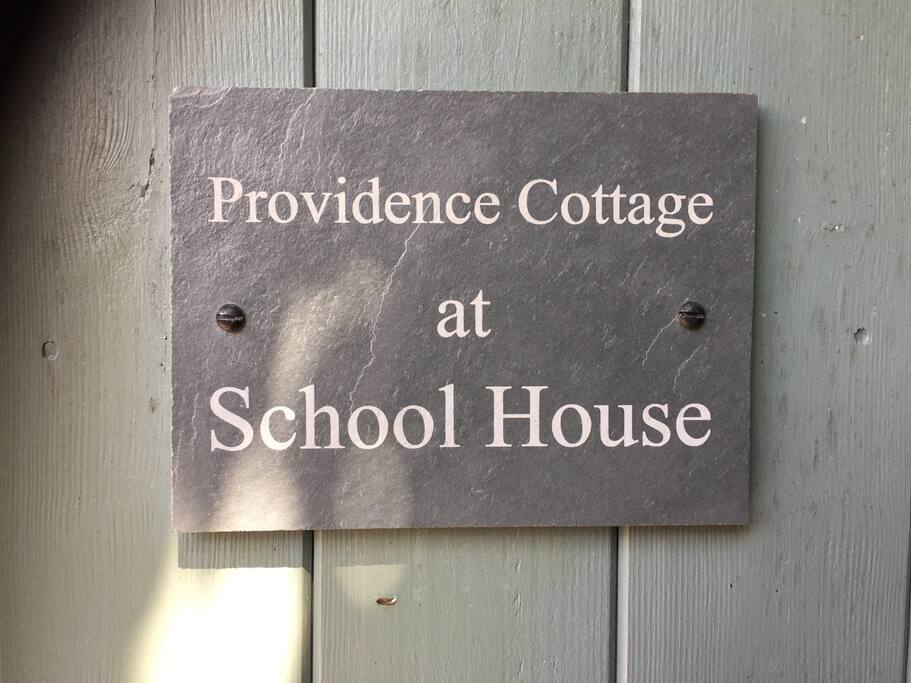 Providence Cottage
at
School House